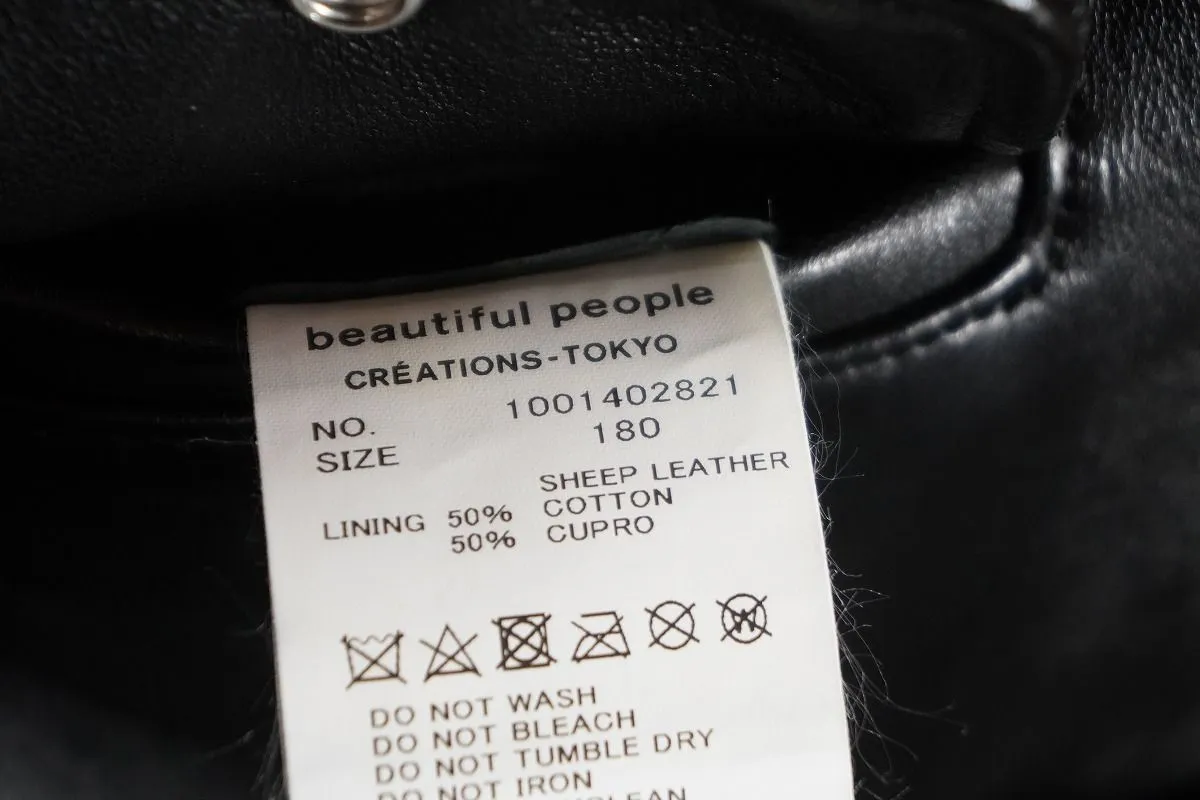 beautiful people
CRÉATIONS-TOKYO
NO. 1001402821
SIZE 180
SHEEP LEATHER
LINING 50% COTTON
50% CUPRO
DO NOT WASH
DO NOT BLEACH
DO NOT TUMBLE DRY
DO NOT IRON